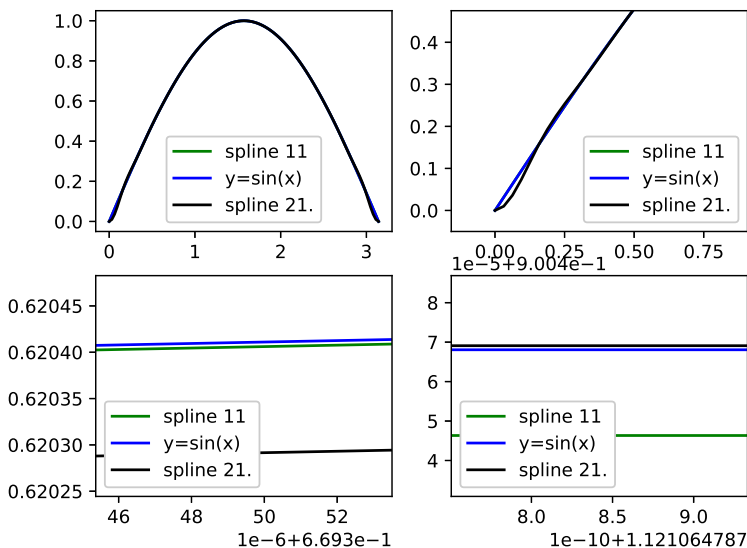 1.0
0.8
0.6
0.4
0.2
0.0
spline 11
y=sin(x)
spline 21.
0 1 2 3
0.4
0.3
0.2
0.1
0.0
spline 11
y=sin(x)
spline 21.
0.00 0.25 0.50 0.75
1e−5+9.004e−1
0.62045
0.62040
0.62035
0.62030
0.62025
spline 11
y=sin(x)
spline 21.
46 48 50 52
1e−6+6.693e−1
8
7
6
5
4
spline 11
y=sin(x)
spline 21.
8.0 8.5 9.0
1e−10+1.121064787